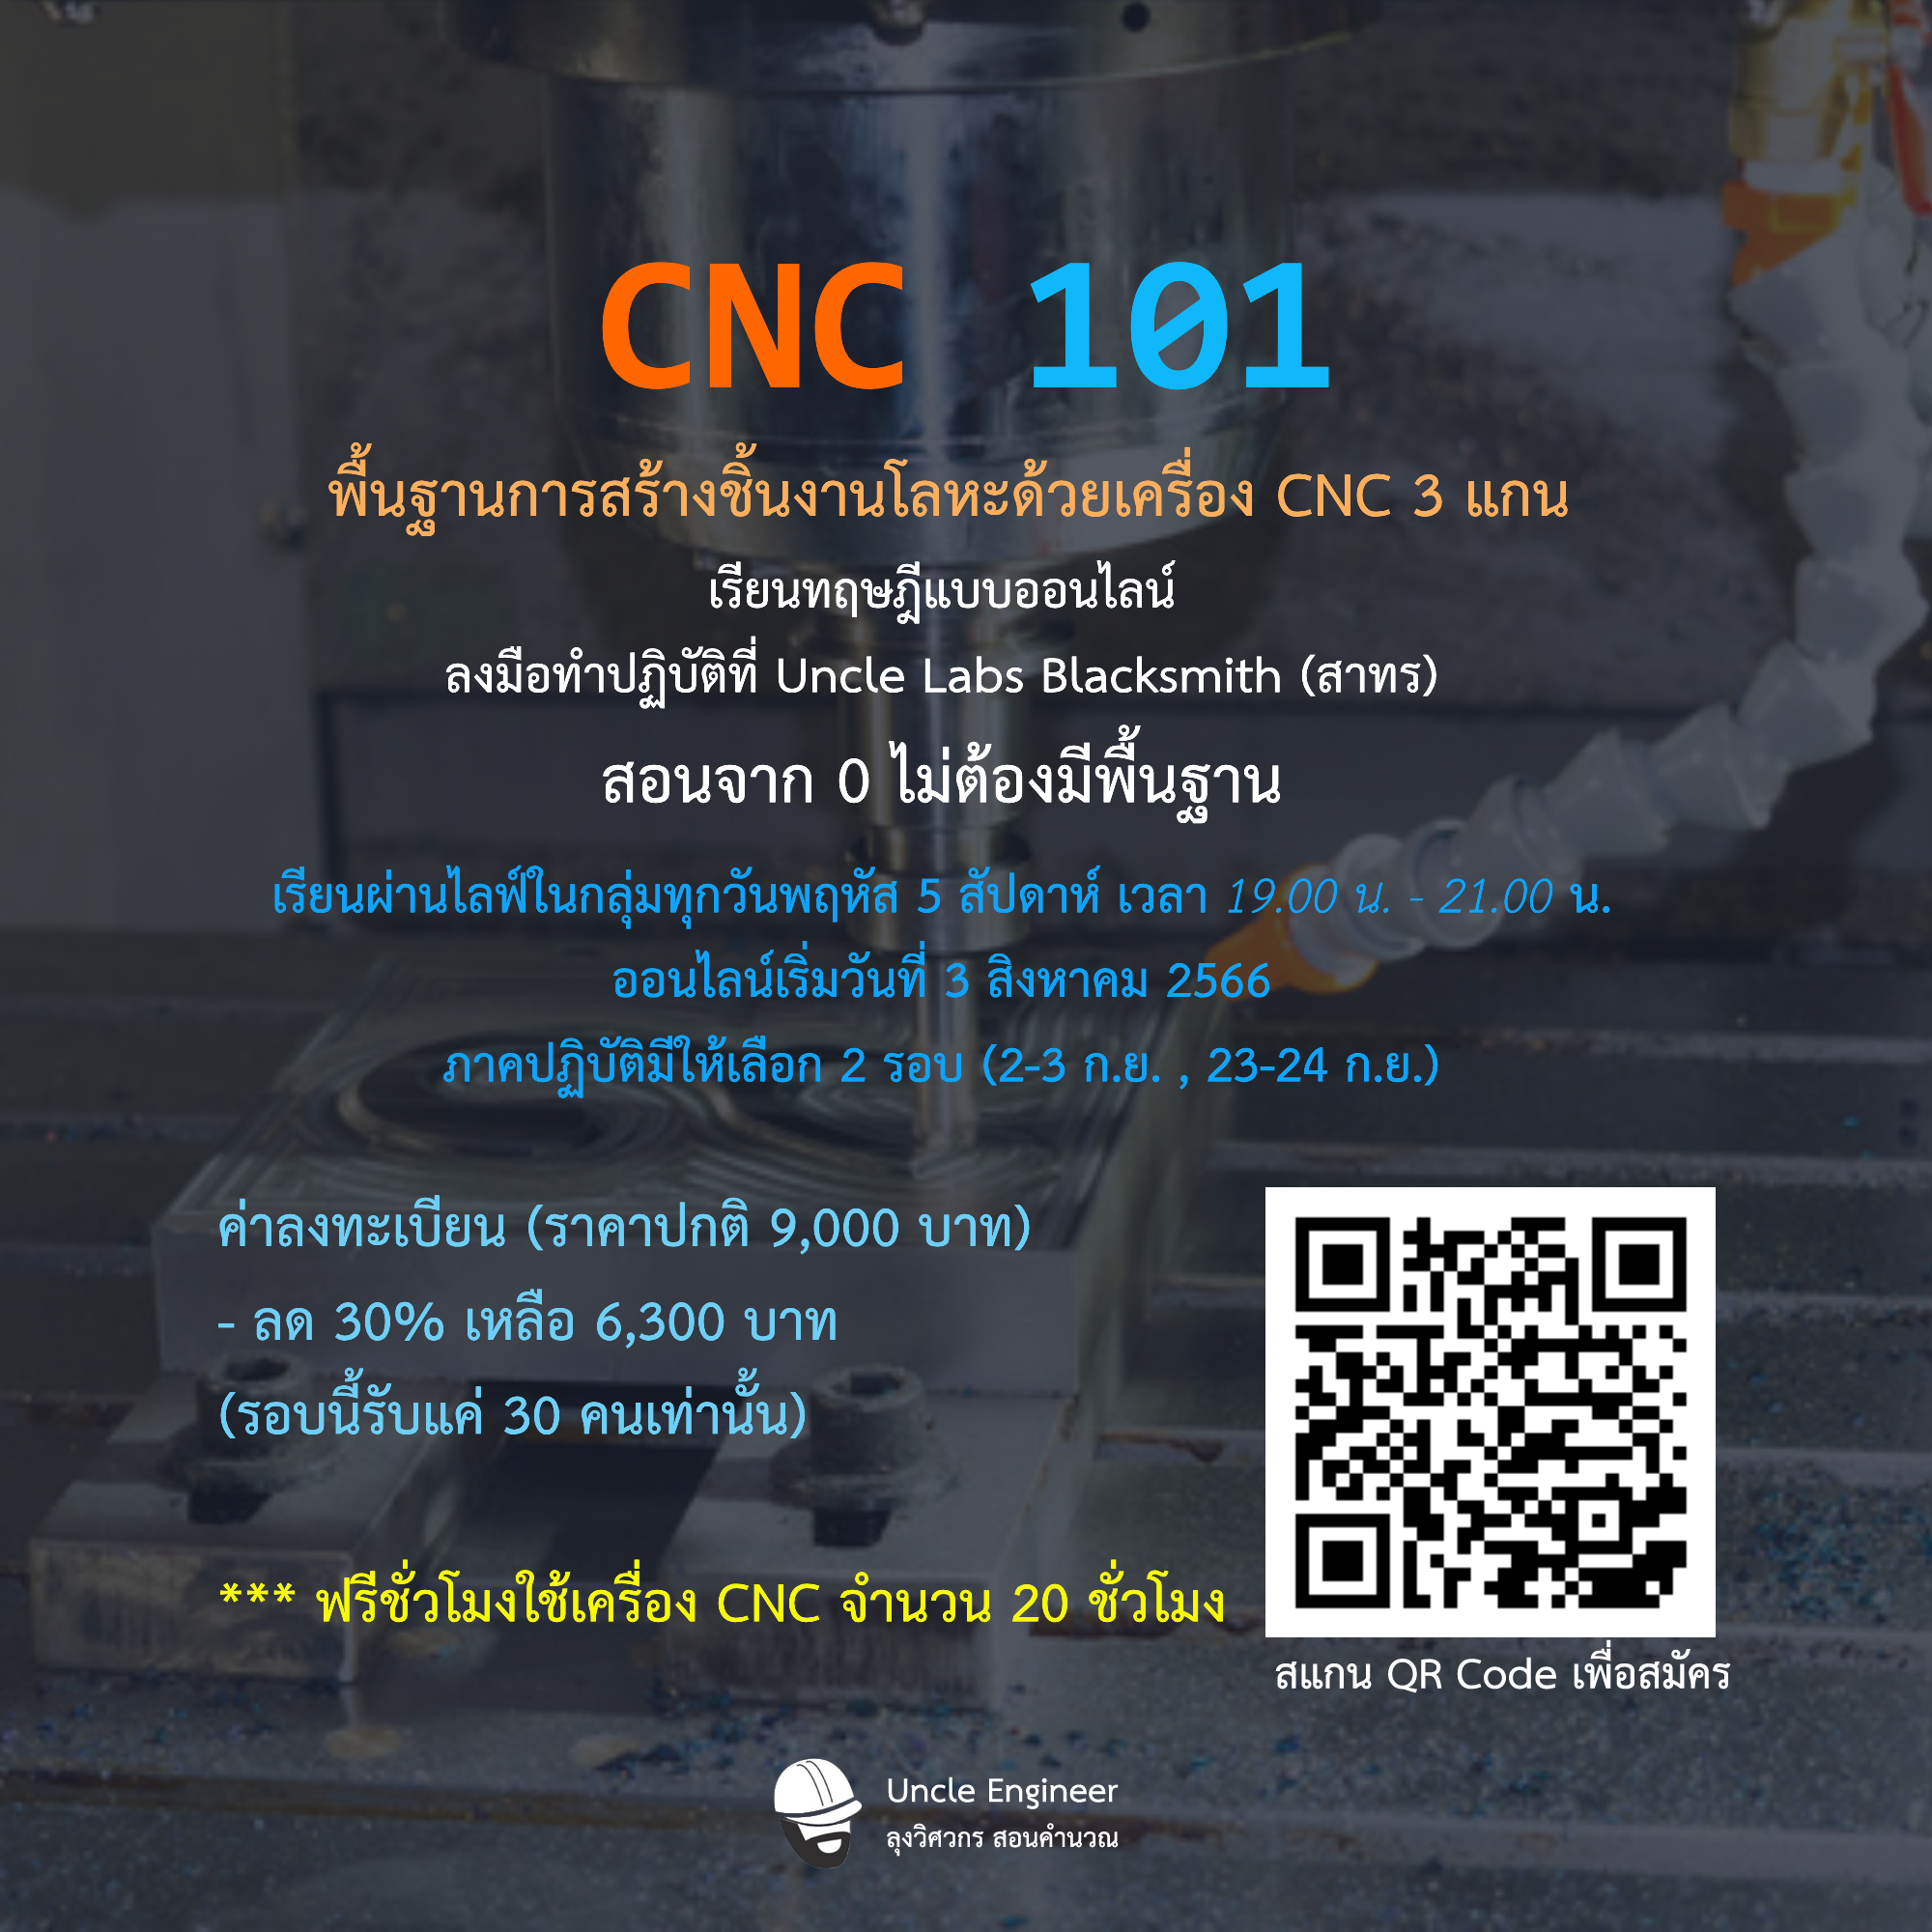 CNC 101
พื้นฐานการสร้างชิ้นงานโลหะด้วยเครื่อง CNC 3 แกน
เรียนทฤษฎีแบบออนไลน์
ลงมือทำปฏิบัติที่ Uncle Labs Blacksmith (สาทร)
สอนจาก 0 ไม่ต้องมีพื้นฐาน
เรียนผ่านไลฟ์ในกลุ่มทุกวันพฤหัส 5 สัปดาห์ เวลา 19.00 น. - 21.00 น.
ออนไลน์เริ่มวันที่ 3 สิงหาคม 2566
ภาคปฏิบัติมีให้เลือก 2 รอบ (2-3 ก.ย. , 23-24 ก.ย.)
ค่าลงทะเบียน (ราคาปกติ 9,000 บาท)
- ลด 30% เหลือ 6,300 บาท
(รอบนี้รับแค่ 30 คนเท่านั้น)
*** ฟรีชั่วโมงใช้เครื่อง CNC จำนวน 20 ชั่วโมง
สแกน QR Code เพื่อสมัคร
Uncle Engineer
ลุงวิศวกร สอนคำนวณ